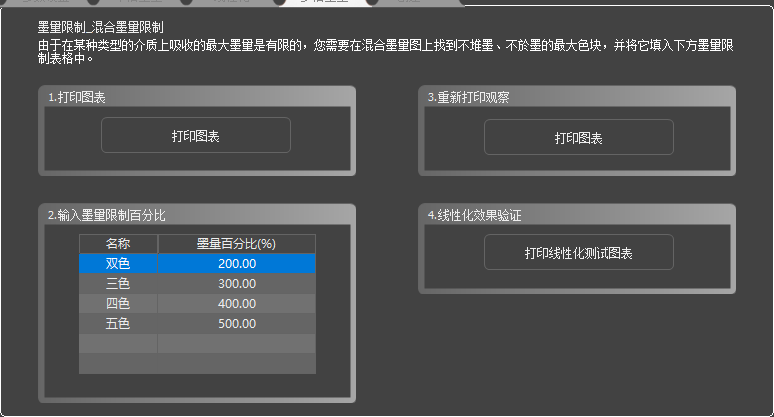 墨量限制_混合墨量限制
由于在某种类型的介质上吸收的最大墨量是有限的，您需要在混合墨量图上找到不堆墨、不於墨的最大色块，并将它填入下方墨量限
制表格中。
1.打印图表
打印图表
2.输入墨量限制百分比
名称 墨量百分比(%)
双色 200.00
三色 300.00
四色 400.00
五色 500.00
3.重新打印观察
打印图表
4.线性化效果验证
打印线性化测试图表